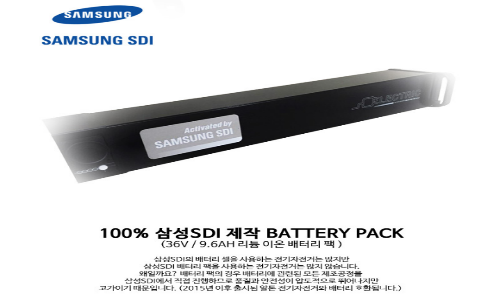 SAMSUNG
SAMSUNG SDI
ELECTRIC
Activated by
SAMSUNG SDI
100% 삼성SDI 제작 BATTERY PACK
(36V / 9.6AH 리튬 이온 배터리 팩 )
삼성SDI의 배터리 셀을 사용하는 전기자전거는 많지만
삼성SDI 배터리 팩을 사용하는 전기자전거는 많지 않습니다.
왜일까요? 배터리 팩의 경우 배터리에 관련된 모든 제조공정을
삼성SDI에서 직접 진행하므로 품질과 안전성이 압도적으로 뛰어나지만
고가이기 때문입니다. (2015년 이후 출시된 알톤 전기자전거와 배터리 호환됩니다.)